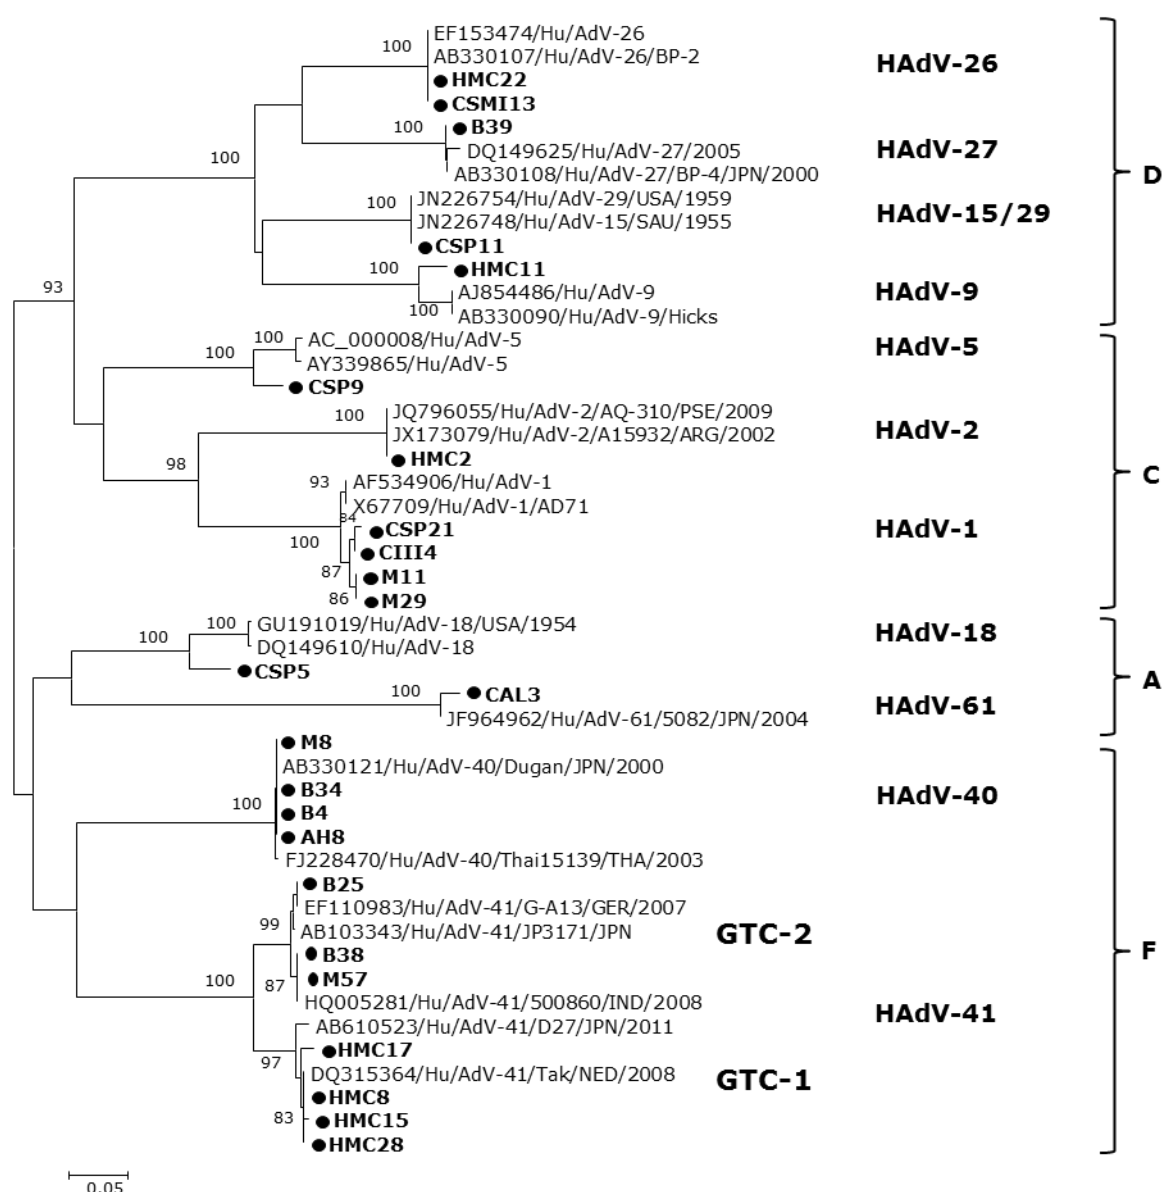 EF153474/Hu/AdV-26
100
AB330107/Hu/AdV-26/BP-2
HAdV-26
HMC22
CSMI13
B39
100
DQ149625/Hu/AdV-27/2005
HAdV-27
100
AB330108/Hu/AdV-27/BP-4/JPN/2000
D
JN226754/Hu/AdV-29/USA/1959
100
HAdV-15/29
JN226748/Hu/AdV-15/SAU/1955
CSP11
HMC11
100
93
AJ854486/Hu/AdV-9
HAdV-9
100
AB330090/Hu/AdV-9/Hicks
100
AC_000008/Hu/AdV-5
HAdV-5
100
AY339865/Hu/AdV-5
CSP9
JQ796055/Hu/AdV-2/AQ-310/PSE/2009
100
HAdV-2
JX173079/Hu/AdV-2/A15932/ARG/2002
HMC2
98
C
93
AF534906/Hu/AdV-1
X67709/Hu/AdV-1/AD71
84
CSP21
HAdV-1
100
CIII4
87
M11
86
M29
100
GU191019/Hu/AdV-18/USA/1954
HAdV-18
100
DQ149610/Hu/AdV-18
CSP5
A
100
CAL3
HAdV-61
JF964962/Hu/AdV-61/5082/JPN/2004
M8
AB330121/Hu/AdV-40/Dugan/JPN/2000
B34
HAdV-40
100
B4
AH8
FJ228470/Hu/AdV-40/Thai15139/THA/2003
B25
EF110983/Hu/AdV-41/G-A13/GER/2007
99
AB103343/Hu/AdV-41/JP3171/JPN
GTC-2
B38
F
100
87
M57
HQ005281/Hu/AdV-41/500860/IND/2008
HAdV-41
AB610523/Hu/AdV-41/D27/JPN/2011
HMC17
97
DQ315364/Hu/AdV-41/Tak/NED/2008
GTC-1
HMC8
83
HMC15
HMC28
0.05